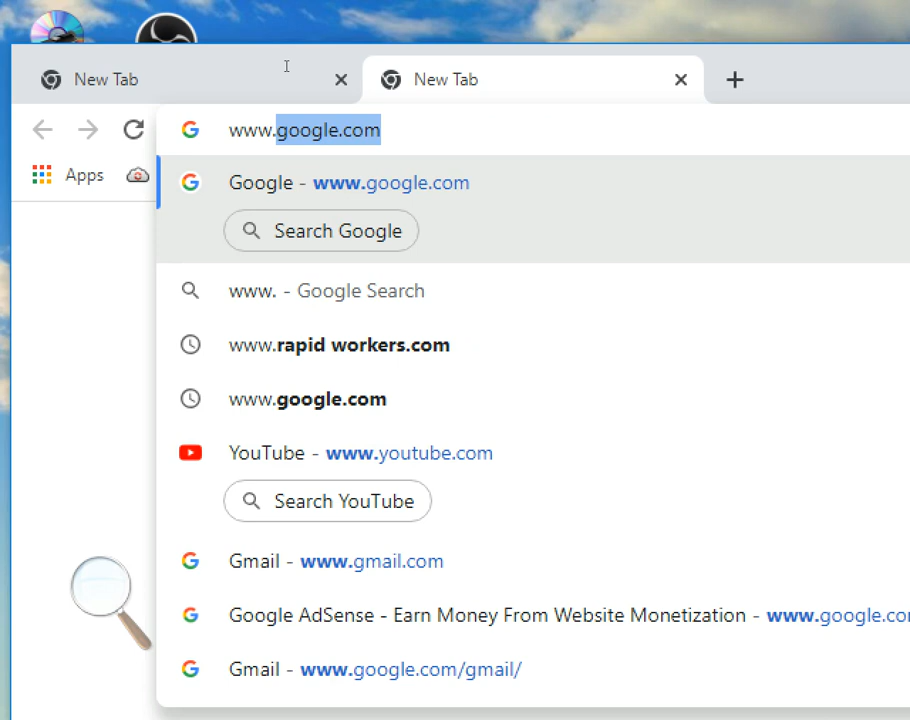 New Tab
New Tab
www.google.com
Apps
Google - www.google.com
Search Google
www. - Google Search
www.rapid workers.com
www.google.com
YouTube - www.youtube.com
Search YouTube
Gmail - www.gmail.com
Google AdSense - Earn Money From Website Monetization - www.google.co
Gmail - www.google.com/gmail/